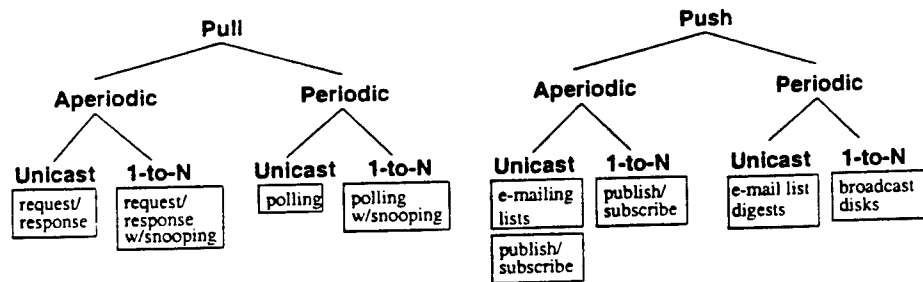 Pull
Push
Aperiodic
Periodic
Aperiodic
Periodic
Unicast
1-to-N
Unicast
1-to-N
Unicast
1-to-N
Unicast
1-to-N
request/
response
request/
response
w/snooping
polling
polling
w/snooping
e-mailing
lists
publish/
subscribe
publish/
subscribe
e-mail list
digests
broadcast
disks